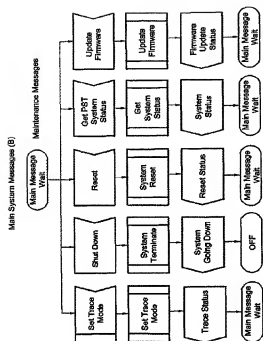 Main System Messages (B)
Main Message
Wait
Maintenance Messages
Set Trace
Mode
Shut Down
Reset
Get PST
System
Status
Update
Firmware
Set Trace
Mode
System
Terminate
System
Reset
Get
System
Status
Update
Firmware
Trace Status
System
Going Down
Reset Status
System
Status
Firmware
Update
Status
Main Message
Wait
OFF
Main Message
Wait
Main Message
Wait
Main Message
Wait